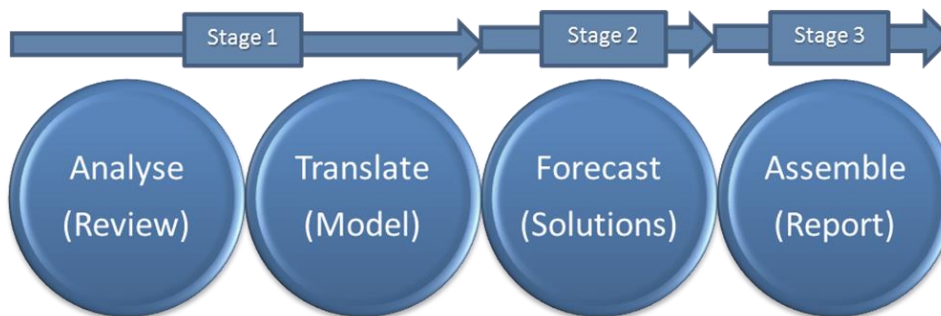 Stage 1
Stage 2
Stage 3
Analyse
(Review)
Translate
(Model)
Forecast
(Solutions)
Assemble
(Report)